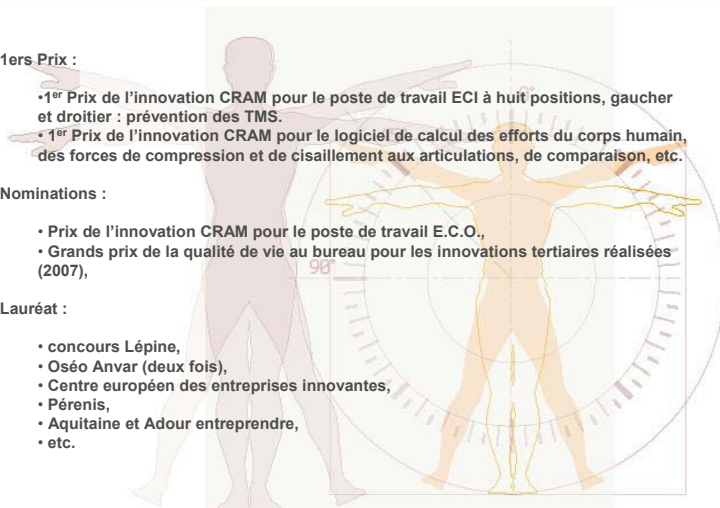 1ers Prix :
•1er Prix de l'innovation CRAM pour le poste de travail ECI à huit positions, gaucher
et droitier : prévention des TMS.
• 1er Prix de l'innovation CRAM pour le logiciel de calcul des efforts du corps humain,
des forces de compression et de cisaillement aux articulations, de comparaison, etc.
Nominations :
• Prix de l'innovation CRAM pour le poste de travail E.C.O.,
• Grands prix de la qualité de vie au bureau pour les innovations tertiaires réalisées
(2007),
90°
Lauréat :
• concours Lépine,
• Oséo Anvar (deux fois),
• Centre européen des entreprises innovantes,
• Pérenis,
• Aquitaine et Adour entreprendre,
• etc.